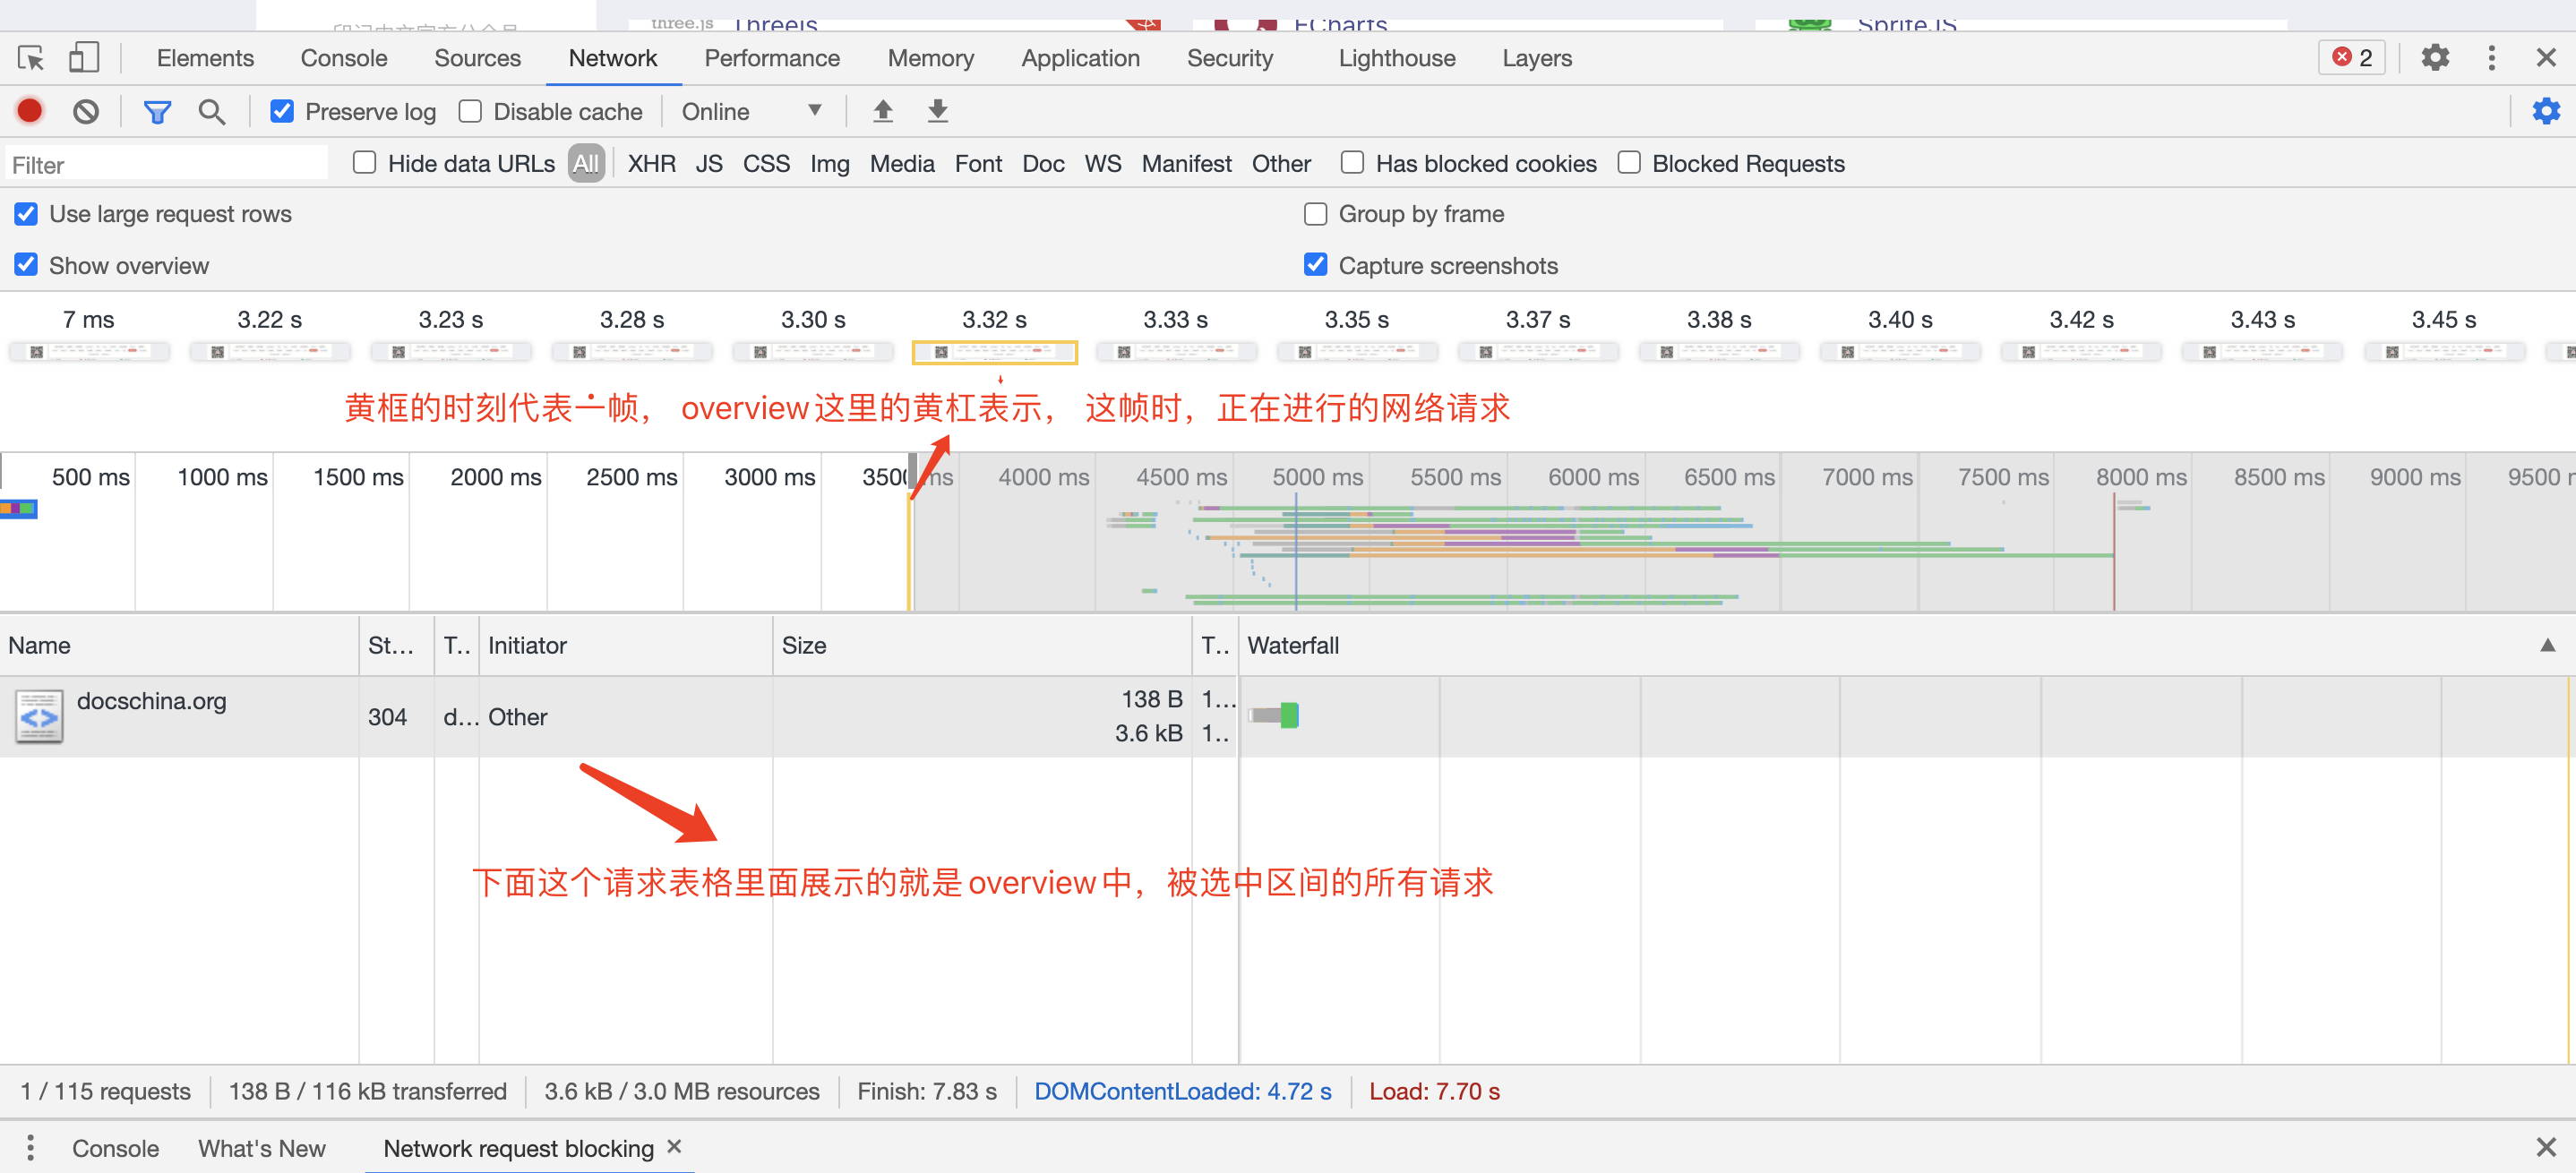 three.js Threejs ECharts SpriteJS
Elements Console Sources Network Performance Memory Application Security Lighthouse Layers 2
Preserve log Disable cache Online
Filter Hide data URLs All XHR JS CSS Img Media Font Doc WS Manifest Other Has blocked cookies Blocked Requests
Use large request rows Group by frame
Show overview Capture screenshots
7 ms 3.22 s 3.23 s 3.28 s 3.30 s 3.32 s 3.33 s 3.35 s 3.37 s 3.38 s 3.40 s 3.42 s 3.43 s 3.45 s
黄框的时刻代表一帧， overview这里的黄杠表示， 这帧时，正在进行的网络请求
500 ms 1000 ms 1500 ms 2000 ms 2500 ms 3000 ms 3500 ms 4000 ms 4500 ms 5000 ms 5500 ms 6000 ms 6500 ms 7000 ms 7500 ms 8000 ms 8500 ms 9000 ms 9500
Name St... T.. Initiator Size T.. Waterfall
docschina.org 304 d... Other 138 B 1...
3.6 kB 1..
下面这个请求表格里面展示的就是overview中，被选中区间的所有请求
1 / 115 requests 138 B / 116 kB transferred 3.6 kB / 3.0 MB resources Finish: 7.83 s DOMContentLoaded: 4.72 s Load: 7.70 s
Console What's New Network request blocking